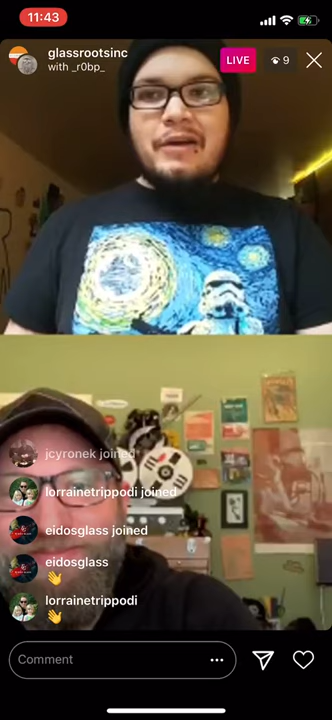 11:43
glassrootsinc
with _r0bp_
LIVE
9
jcyronek joined
lorrainetrippodi joined
eidosglass joined
eidosglass
👋
lorrainetrippodi
👋
Comment